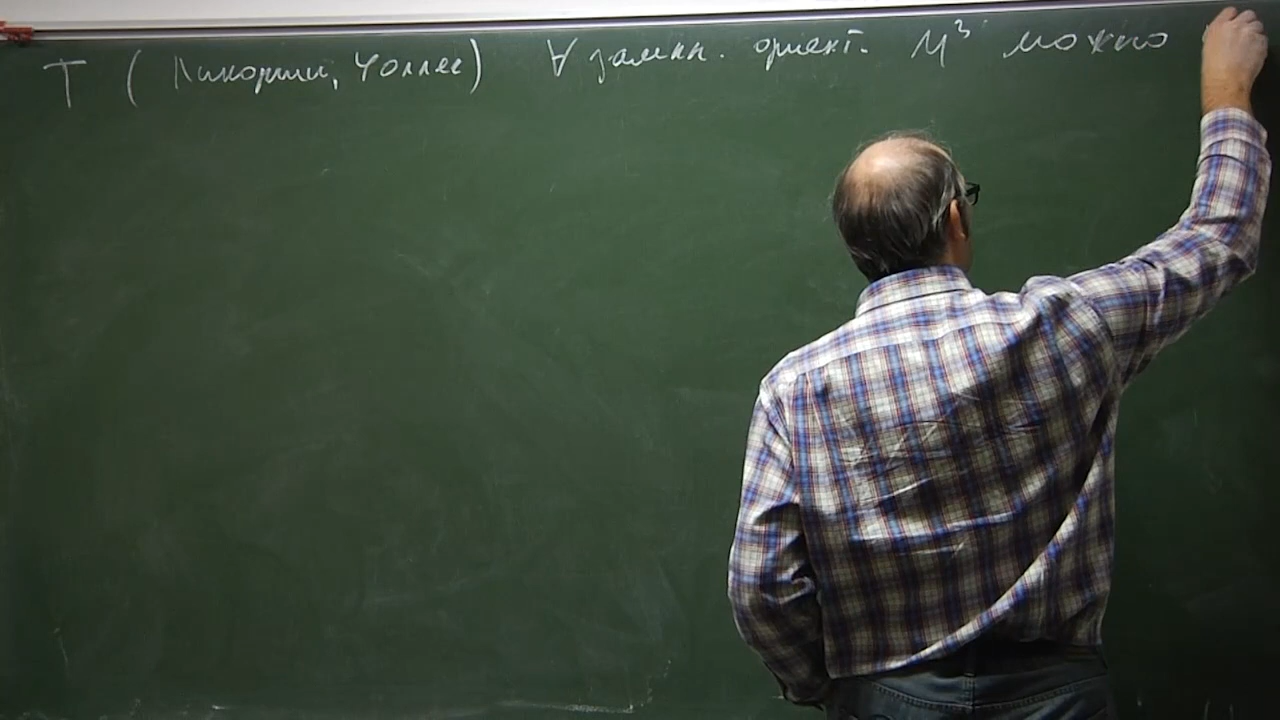 Т (Ликориш, Уоллес) ∀ замкн. ориент. M³ можно